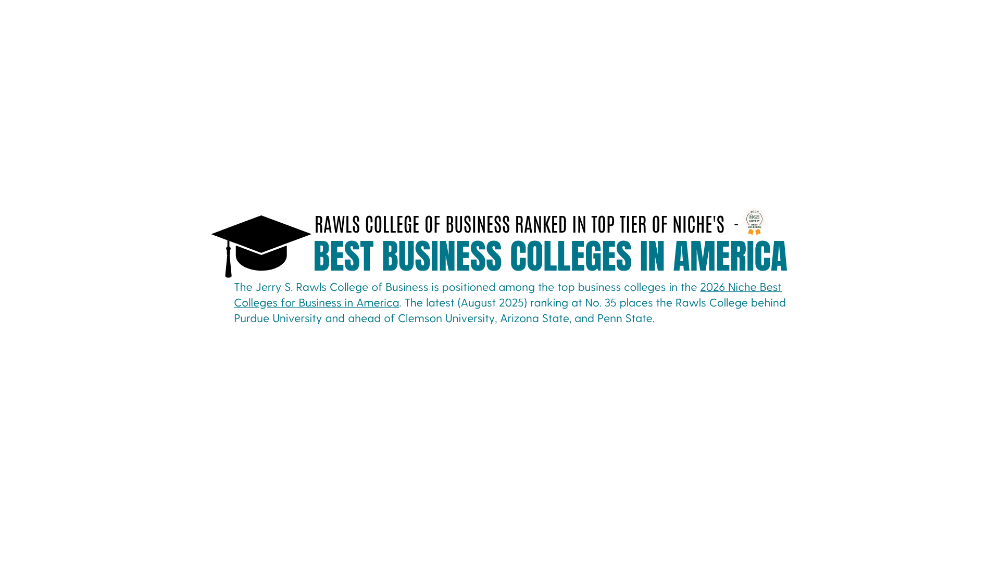 RAWLS COLLEGE OF BUSINESS RANKED IN TOP TIER OF NICHE'S -
2026
NICHE
BEST
COLLEGES
BEST BUSINESS COLLEGES IN AMERICA
The Jerry S. Rawls College of Business is positioned among the top business colleges in the 2026 Niche Best
Colleges for Business in America. The latest (August 2025) ranking at No. 35 places the Rawls College behind
Purdue University and ahead of Clemson University, Arizona State, and Penn State.